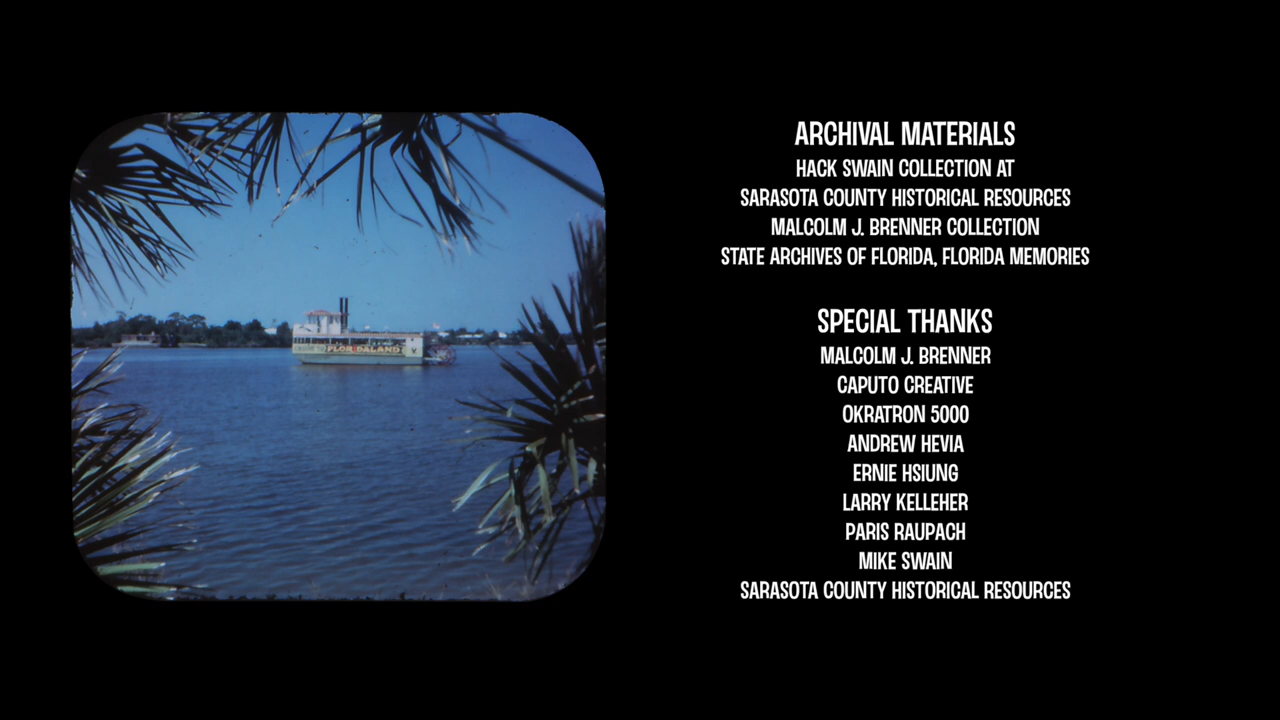 FLORIDALAND
ARCHIVAL MATERIALS
HACK SWAIN COLLECTION AT
SARASOTA COUNTY HISTORICAL RESOURCES
MALCOLM J. BRENNER COLLECTION
STATE ARCHIVES OF FLORIDA, FLORIDA MEMORIES
SPECIAL THANKS
MALCOLM J. BRENNER
CAPUTO CREATIVE
OKRATRON 5000
ANDREW HEVIA
ERNIE HSIUNG
LARRY KELLEHER
PARIS RAUPACH
MIKE SWAIN
SARASOTA COUNTY HISTORICAL RESOURCES